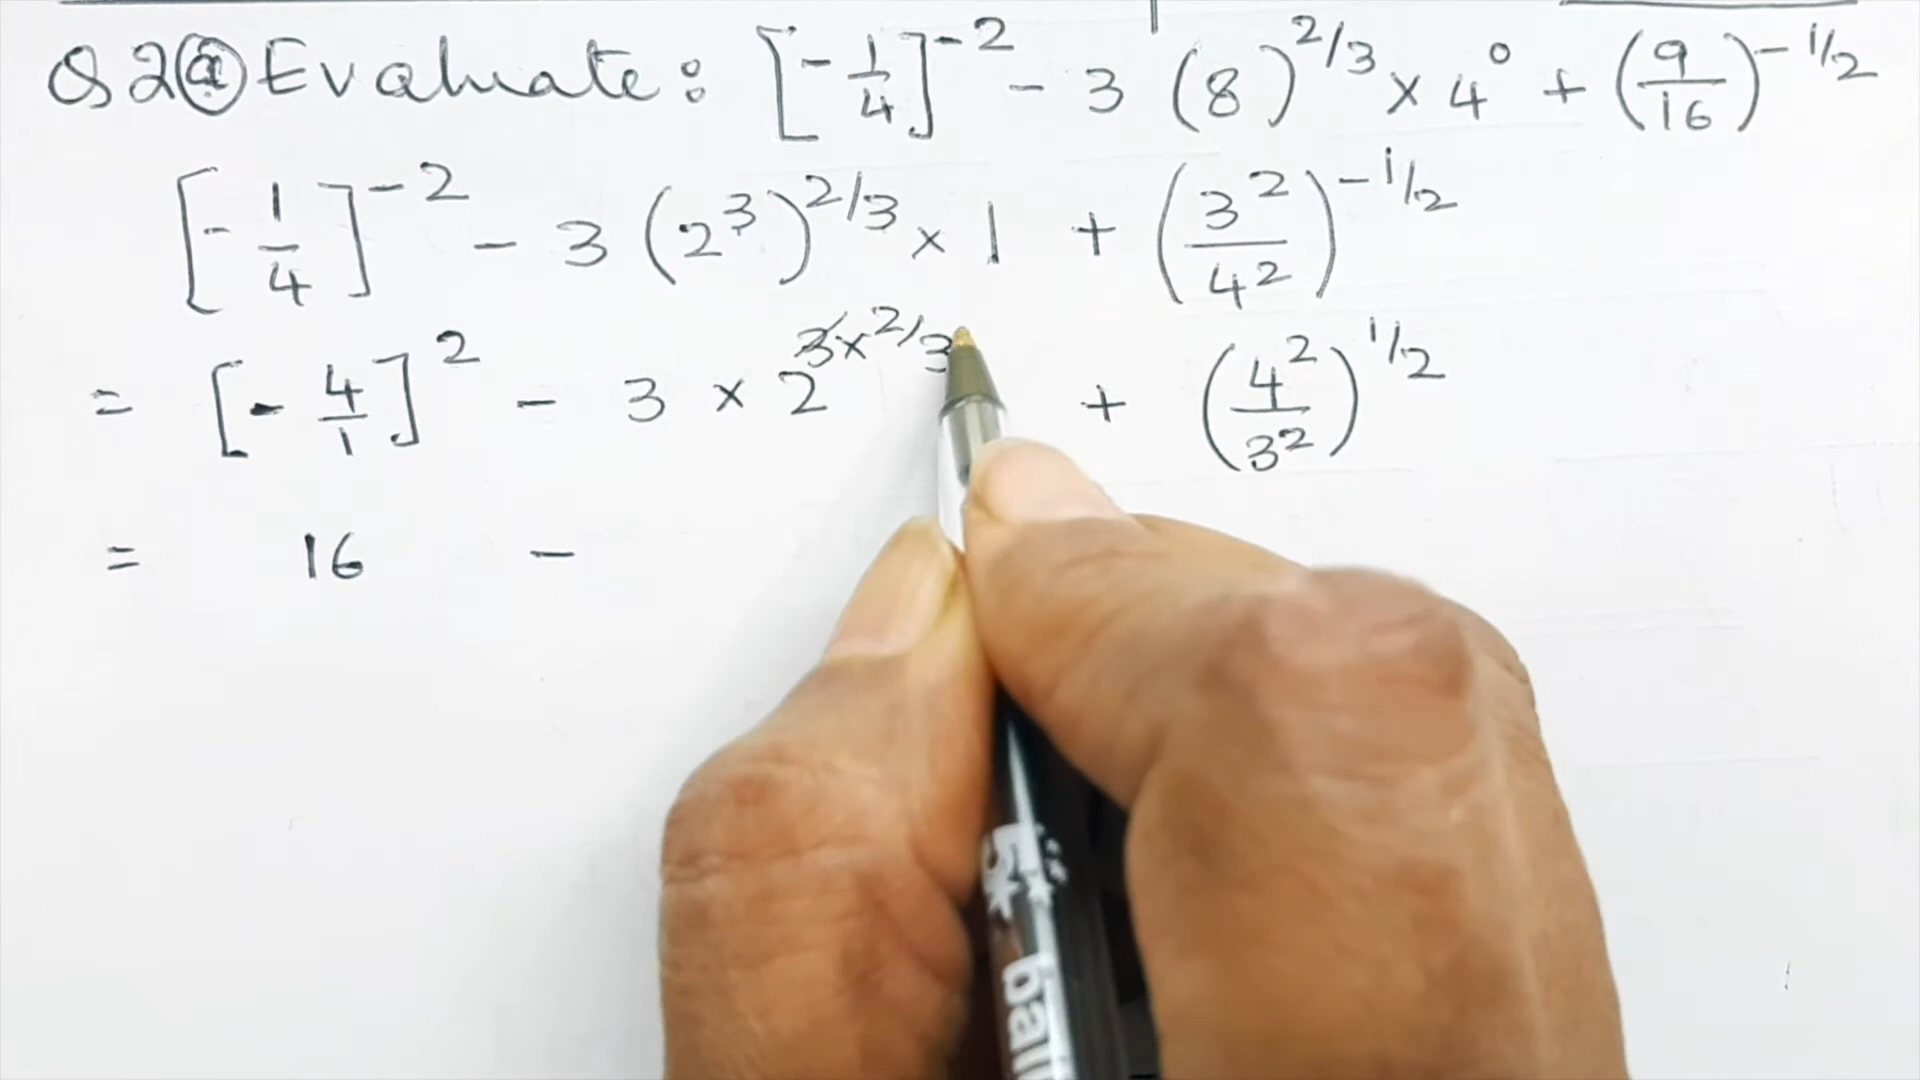 Q2ⓐ Evaluate: [-1/4]^-2 - 3 (8)^2/3 × 4^0 + (9/16)^-1/2
[-1/4]^-2 - 3 (2^3)^2/3 × 1 + (3^2/4^2)^-1/2
= [-4/1]^2 - 3 × 2^3×2/3 + (4^2/3^2)^1/2
= 16 -
ball